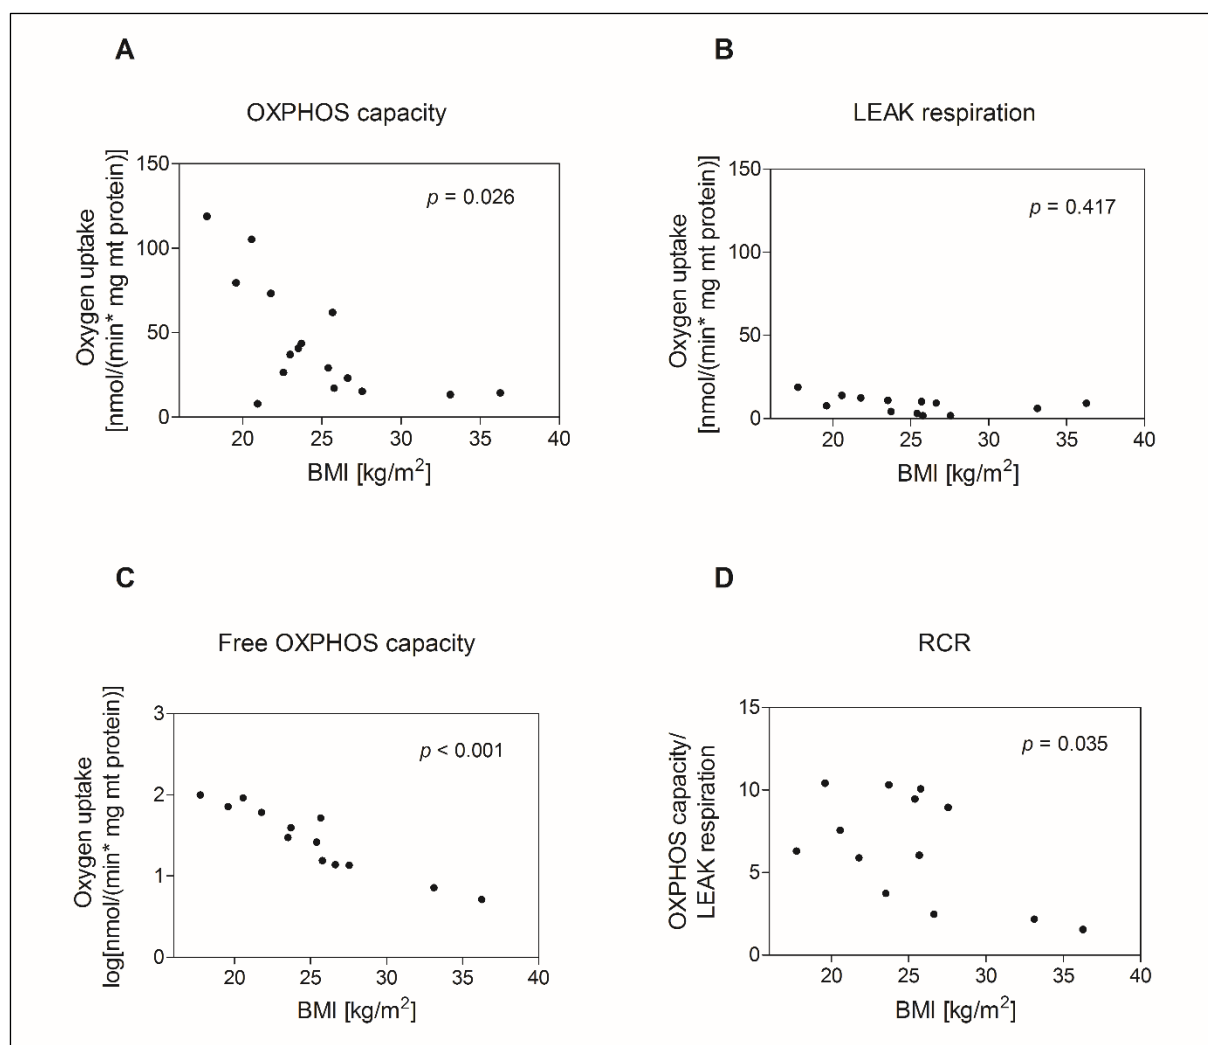 A
OXPHOS capacity
Oxygen uptake
[nmol/(min* mg mt protein)]
150
100
50
0
p = 0.026
20 25 30 35 40
BMI [kg/m²]
B
LEAK respiration
Oxygen uptake
[nmol/(min* mg mt protein)]
150
100
50
0
p = 0.417
20 25 30 35 40
BMI [kg/m²]
C
Free OXPHOS capacity
Oxygen uptake
log[nmol/(min* mg mt protein)]
3
2
1
0
p < 0.001
20 25 30 35 40
BMI [kg/m²]
D
RCR
OXPHOS capacity/
LEAK respiration
15
10
5
0
p = 0.035
20 25 30 35 40
BMI [kg/m²]